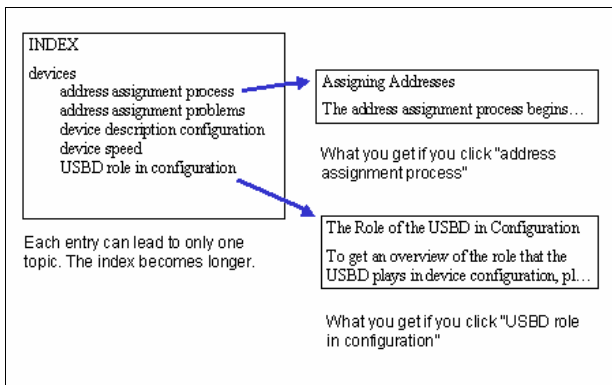 INDEX
devices
address assignment process
address assignment problems
device description configuration
device speed
USBD role in configuration
Each entry can lead to only one
topic. The index becomes longer.
Assigning Addresses
The address assignment process begins…
What you get if you click "address
assignment process"
The Role of the USBD in Configuration
To get an overview of the role that the
USBD plays in device configuration, pl…
What you get if you click "USBD role
in configuration"